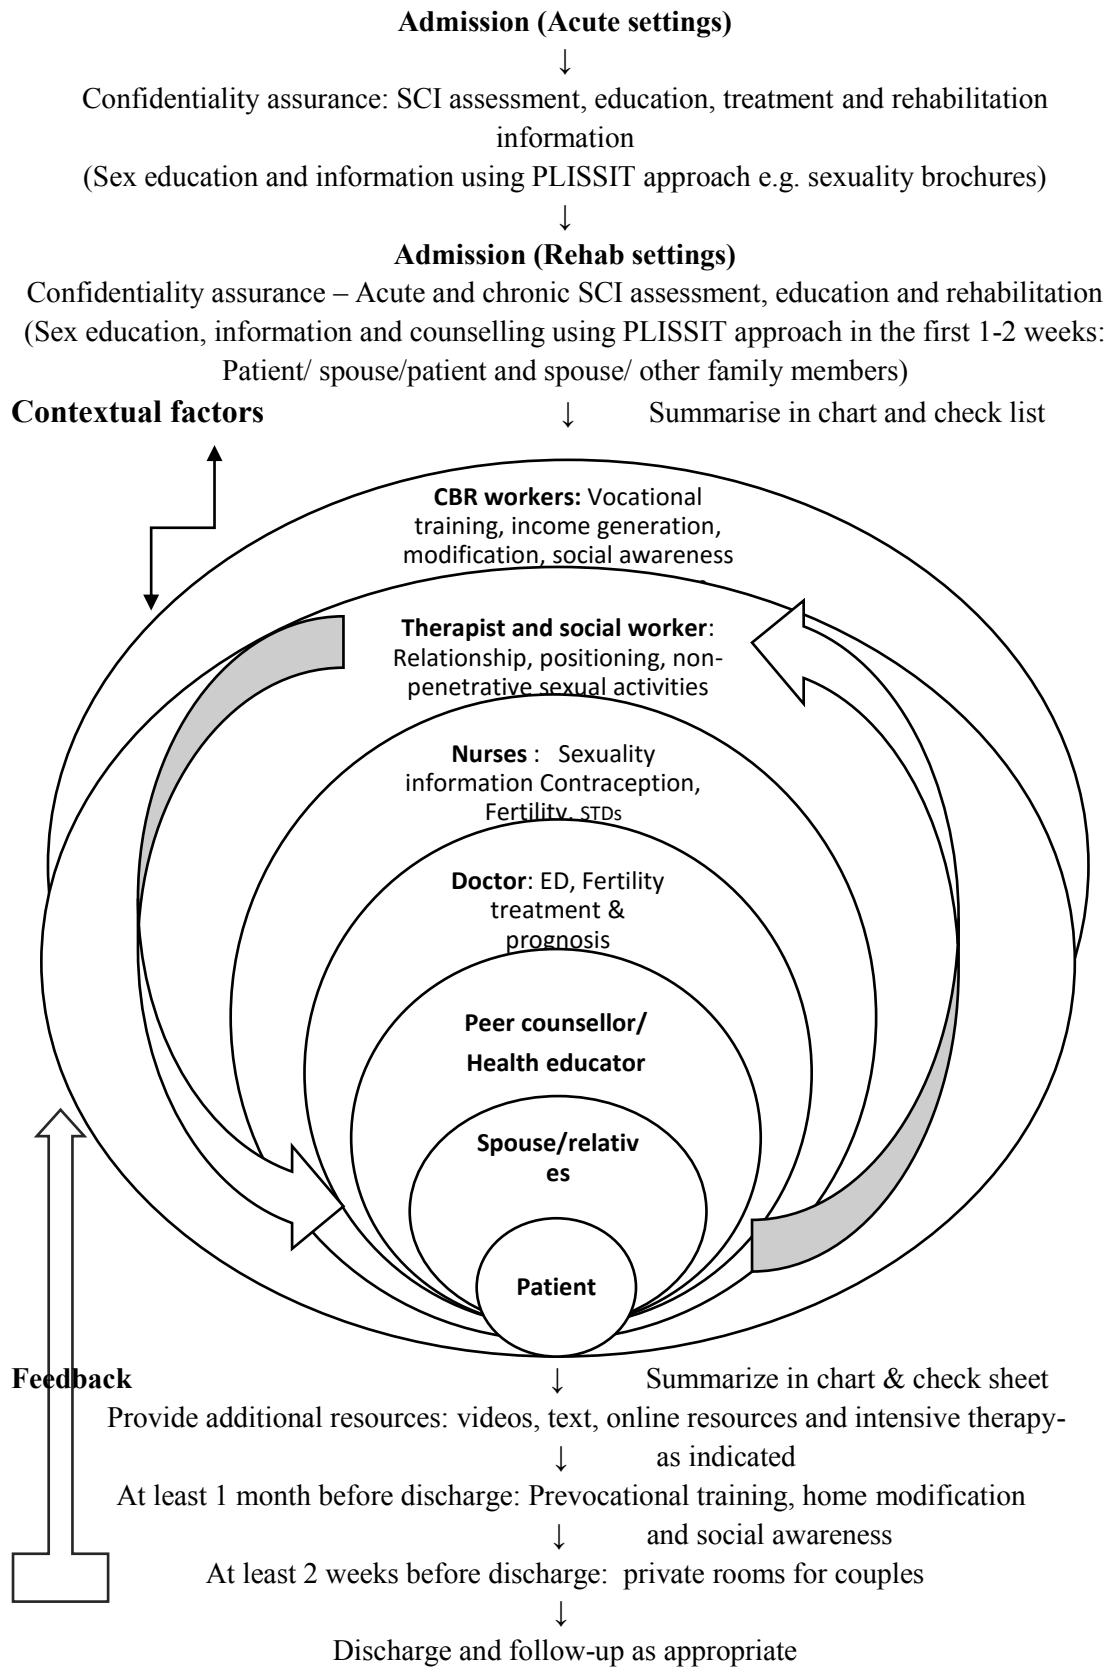 Admission (Acute settings)
↓
Confidentiality assurance: SCI assessment, education, treatment and rehabilitation
information
(Sex education and information using PLISSIT approach e.g. sexuality brochures)
↓
Admission (Rehab settings)
Confidentiality assurance – Acute and chronic SCI assessment, education and rehabilitation
(Sex education, information and counselling using PLISSIT approach in the first 1-2 weeks:
Patient/ spouse/patient and spouse/ other family members)
Contextual factors ↓ Summarise in chart and check list
CBR workers: Vocational
training, income generation,
modification, social awareness
Therapist and social worker:
Relationship, positioning, non-
penetrative sexual activities
Nurses : Sexuality
information Contraception,
Fertility, STDs
Doctor: ED, Fertility
treatment &
prognosis
Peer counsellor/
Health educator
Spouse/relativ
es
Patient
Feedback ↓ Summarize in chart & check sheet
Provide additional resources: videos, text, online resources and intensive therapy-
↓ as indicated
At least 1 month before discharge: Prevocational training, home modification
↓ and social awareness
At least 2 weeks before discharge: private rooms for couples
↓
Discharge and follow-up as appropriate